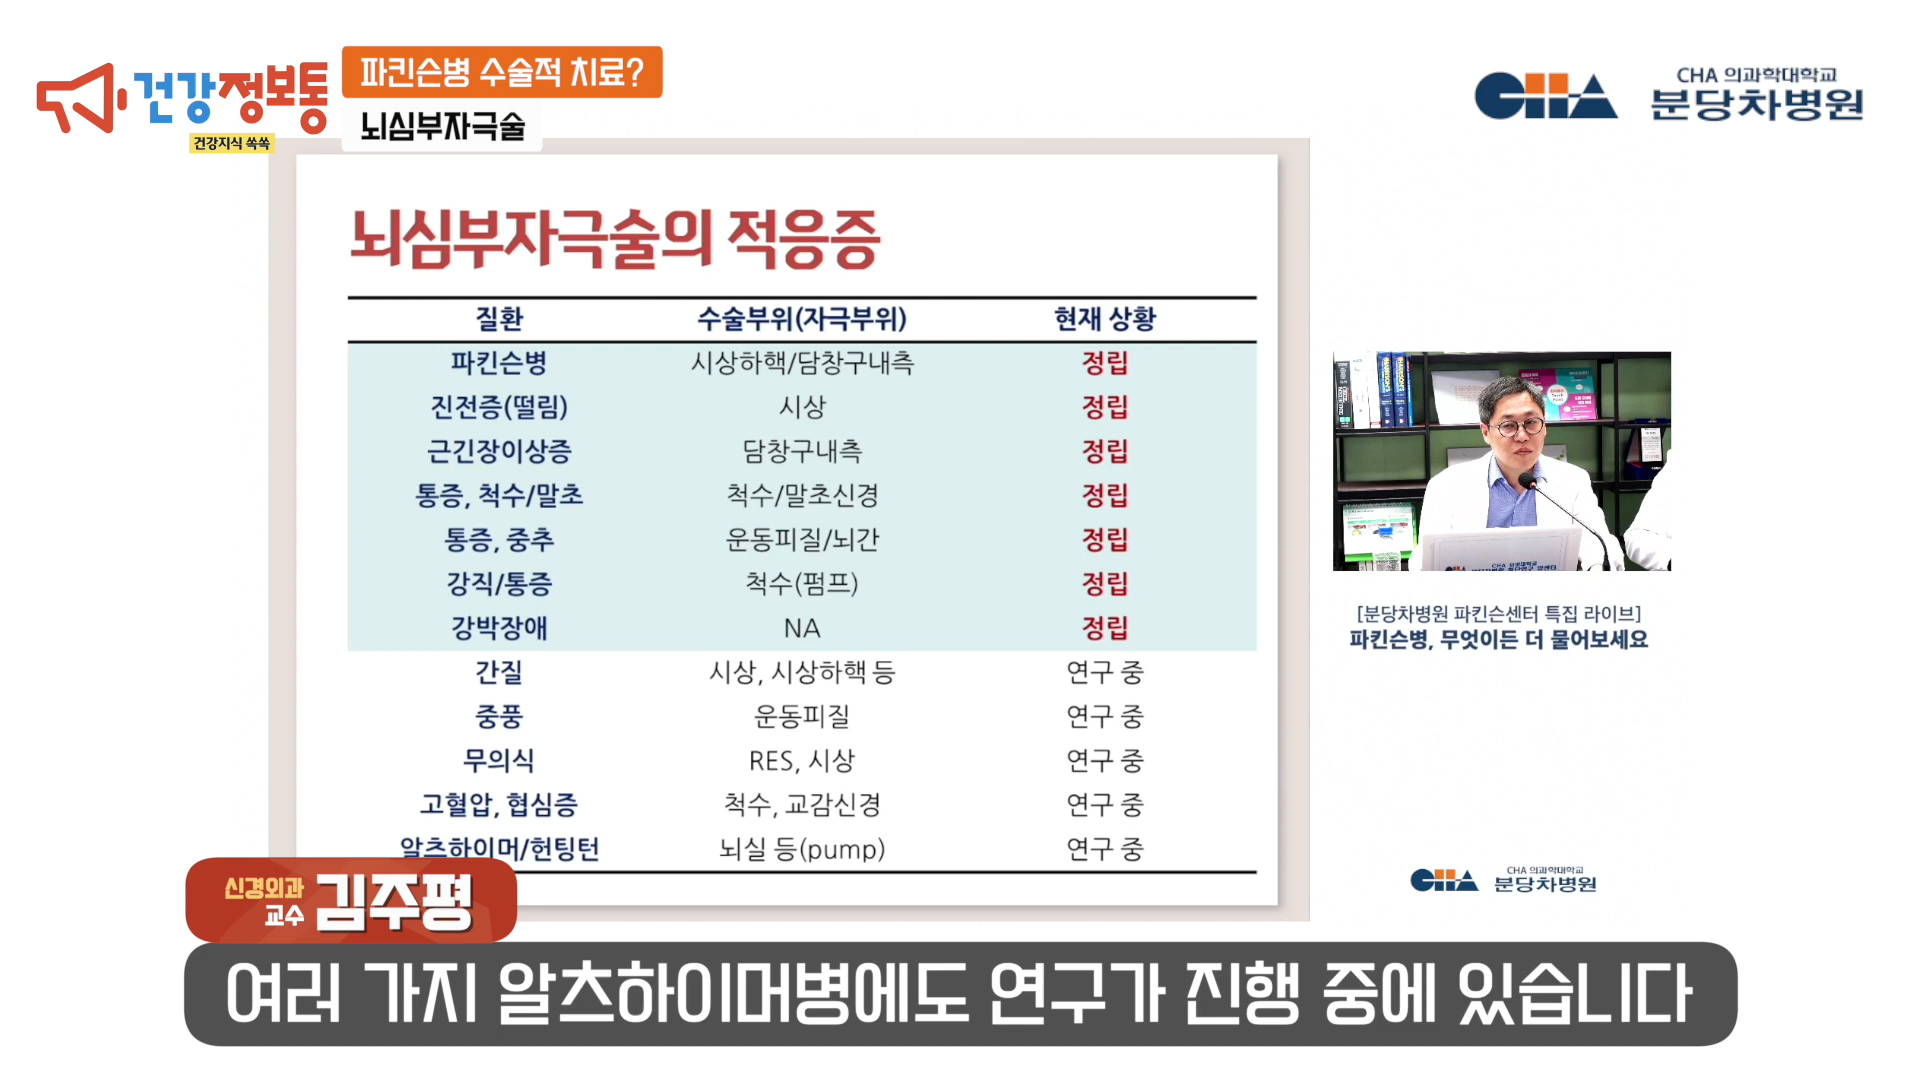 건강정보통
건강지식 쏙쏙
파킨슨병 수술적 치료?
뇌심부자극술
CHA
CHA 의과학대학교
분당차병원
뇌심부자극술의 적응증
질환 수술부위(자극부위) 현재 상황
파킨슨병 시상하핵/담창구내측 정립
진전증(떨림) 시상 정립
근긴장이상증 담창구내측 정립
통증, 척수/말초 척수/말초신경 정립
통증, 중추 운동피질/뇌간 정립
강직/통증 척수(펌프) 정립
강박장애 NA 정립
간질 시상, 시상하핵 등 연구 중
중풍 운동피질 연구 중
무의식 RES, 시상 연구 중
고혈압, 협심증 척수, 교감신경 연구 중
알츠하이머/헌팅턴 뇌실 등(pump) 연구 중
[분당차병원 파킨슨센터 특집 라이브]
파킨슨병, 무엇이든 더 물어보세요
CHA
CHA 의과학대학교
분당차병원
신경외과
교수 김주평
여러 가지 알츠하이머병에도 연구가 진행 중에 있습니다